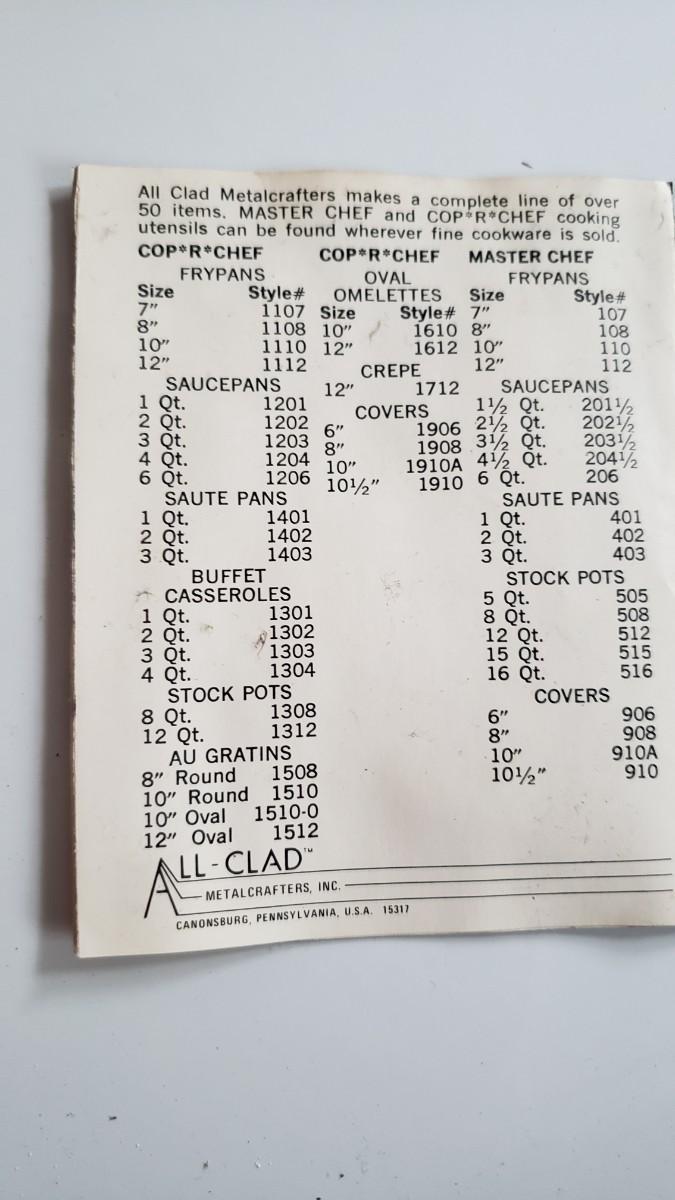 All Clad Metalcrafters makes a complete line of over
50 items. MASTER CHEF and COP*R*CHEF cooking
utensils can be found wherever fine cookware is sold.
COP*R*CHEF
FRYPANS
Size Style#
7” 1107
8” 1108
10” 1110
12” 1112
SAUCEPANS
1 Qt. 1201
2 Qt. 1202
3 Qt. 1203
4 Qt. 1204
6 Qt. 1206
SAUTE PANS
1 Qt. 1401
2 Qt. 1402
3 Qt. 1403
BUFFET
CASSEROLES
1 Qt. 1301
2 Qt. 1302
3 Qt. 1303
4 Qt. 1304
STOCK POTS
8 Qt. 1308
12 Qt. 1312
AU GRATINS
8” Round 1508
10” Round 1510
10” Oval 1510-O
12” Oval 1512
COP*R*CHEF
OVAL
OMELETTES
Size Style#
10” 1610
12” 1612
CREPE
12” 1712
COVERS
6” 1906
8” 1908
10” 1910A
10½” 1910
MASTER CHEF
FRYPANS
Size Style#
7” 107
8” 108
10” 110
12” 112
SAUCEPANS
1½ Qt. 201½
2½ Qt. 202½
3½ Qt. 203½
4½ Qt. 204½
6 Qt. 206
SAUTE PANS
1 Qt. 401
2 Qt. 402
3 Qt. 403
STOCK POTS
5 Qt. 505
8 Qt. 508
12 Qt. 512
15 Qt. 515
16 Qt. 516
COVERS
6” 906
8” 908
10” 910A
10½” 910
ALL-CLAD™
METALCRAFTERS, INC.
CANONSBURG, PENNSYLVANIA, U.S.A. 15317